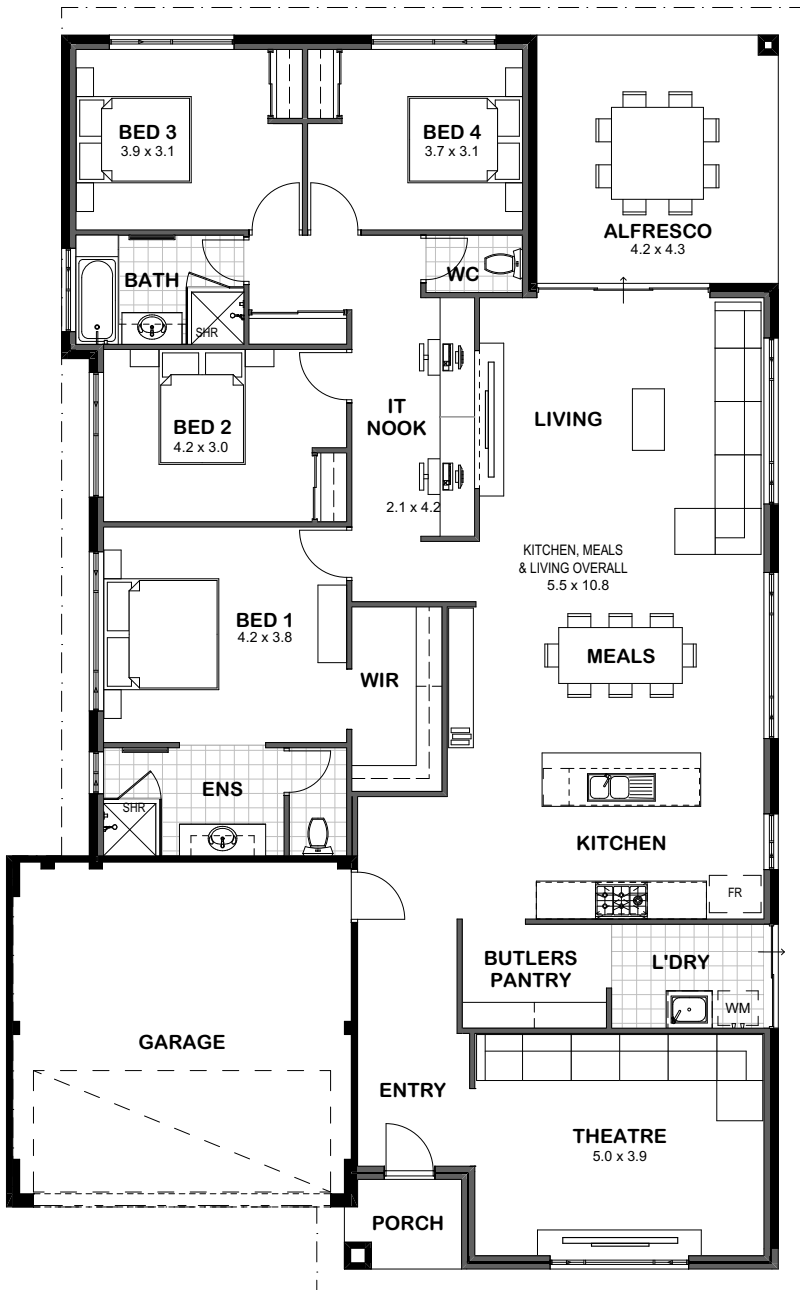 BED 3
3.9 x 3.1
BED 4
3.7 x 3.1
ALFRESCO
4.2 x 4.3
BATH
SHR
WC
BED 2
4.2 x 3.0
IT
NOOK
2.1 x 4.2
LIVING
KITCHEN, MEALS
& LIVING OVERALL
5.5 x 10.8
BED 1
4.2 x 3.8
WIR
MEALS
ENS
SHR
KITCHEN
FR
BUTLERS
PANTRY
L'DRY
WM
GARAGE
ENTRY
THEATRE
5.0 x 3.9
PORCH